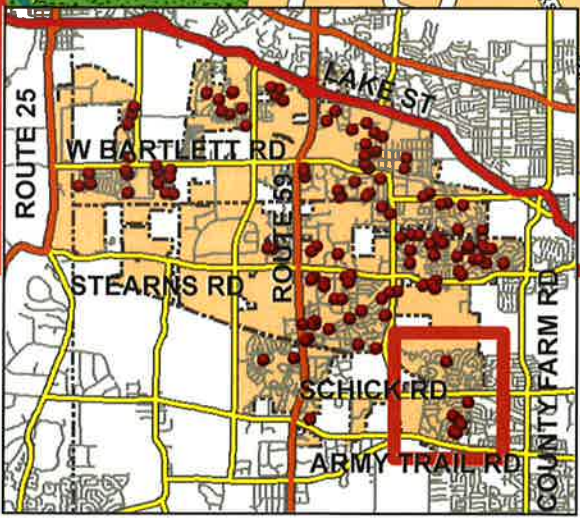 LAKE ST
ROUTE 25
W BARTLETT RD
ROUTE 59
STEARNS RD
COUNTY FARM RD
SCHICK RD
ARMY TRAIL RD